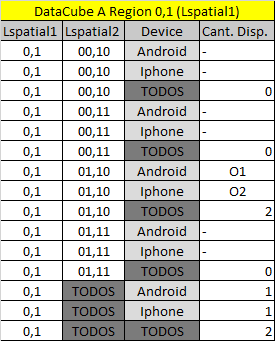 DataCube A Region 0,1 (Lspatial1)
Lspatial1 Lspatial2 Device Cant. Disp.
0,1 00,10 Android -
0,1 00,10 Iphone -
0,1 00,10 TODOS 0
0,1 00,11 Android -
0,1 00,11 Iphone -
0,1 00,11 TODOS 0
0,1 01,10 Android O1
0,1 01,10 Iphone O2
0,1 01,10 TODOS 2
0,1 01,11 Android -
0,1 01,11 Iphone -
0,1 01,11 TODOS 0
0,1 TODOS Android 1
0,1 TODOS Iphone 1
0,1 TODOS TODOS 2